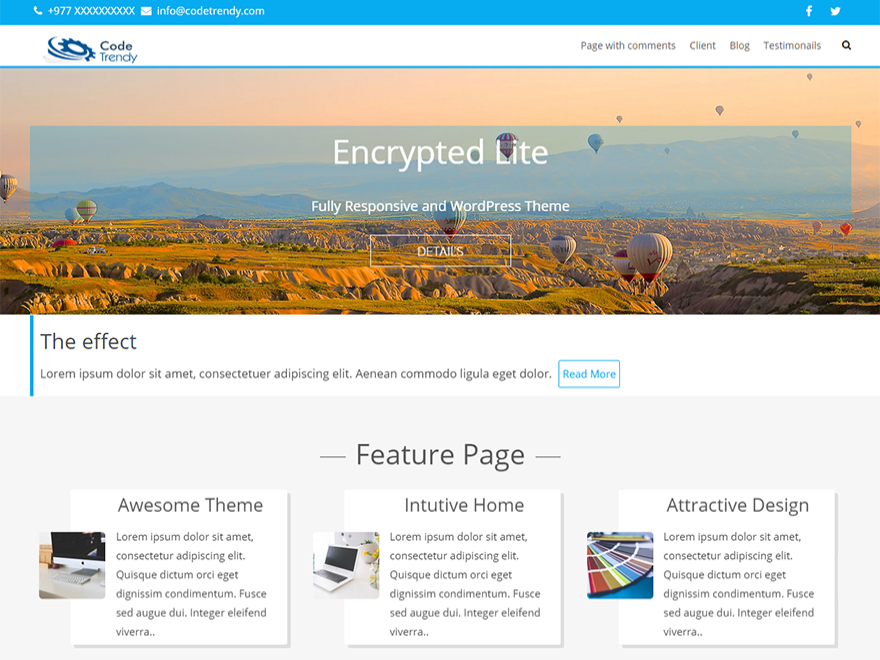 +977 XXXXXXXXXX info@codetrendy.com
Code
Trendy
Page with comments Client Blog Testimonails
Encrypted Lite
Fully Responsive and WordPress Theme
DETAILS
The effect
Lorem ipsum dolor sit amet, consectetuer adipiscing elit. Aenean commodo ligula eget dolor. Read More
Feature Page
Awesome Theme
Lorem ipsum dolor sit amet,
consectetur adipiscing elit.
Quisque dictum orci eget
dignissim condimentum. Fusce
sed augue dui. Integer eleifend
viverra..
Intutive Home
Lorem ipsum dolor sit amet,
consectetur adipiscing elit.
Quisque dictum orci eget
dignissim condimentum. Fusce
sed augue dui. Integer eleifend
viverra..
Attractive Design
Lorem ipsum dolor sit amet,
consectetur adipiscing elit.
Quisque dictum orci eget
dignissim condimentum. Fusce
sed augue dui. Integer eleifend
viverra..